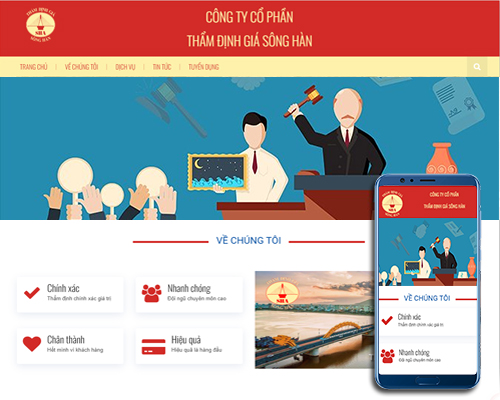 THẨM ĐỊNH GIÁ
SHA
SÔNG HÀN
CÔNG TY CỔ PHẦN
THẨM ĐỊNH GIÁ SÔNG HÀN
TRANG CHỦ
VỀ CHÚNG TÔI
DỊCH VỤ
TIN TỨC
TUYỂN DỤNG
VỀ CHÚNG TÔI
Chính xác
Thẩm định chính xác giá trị
Nhanh chóng
Đội ngũ chuyên môn cao
Chân thành
Hết mình vì khách hàng
Hiệu quả
Hiệu quả là hàng đầu
SHA
CÔNG TY CỔ PHẦN
THẨM ĐỊNH GIÁ SÔNG HÀN
VỀ CHÚNG TÔI
Chính xác
Thẩm định chính xác giá trị
Nhanh chóng
Đội ngũ chuyên môn cao